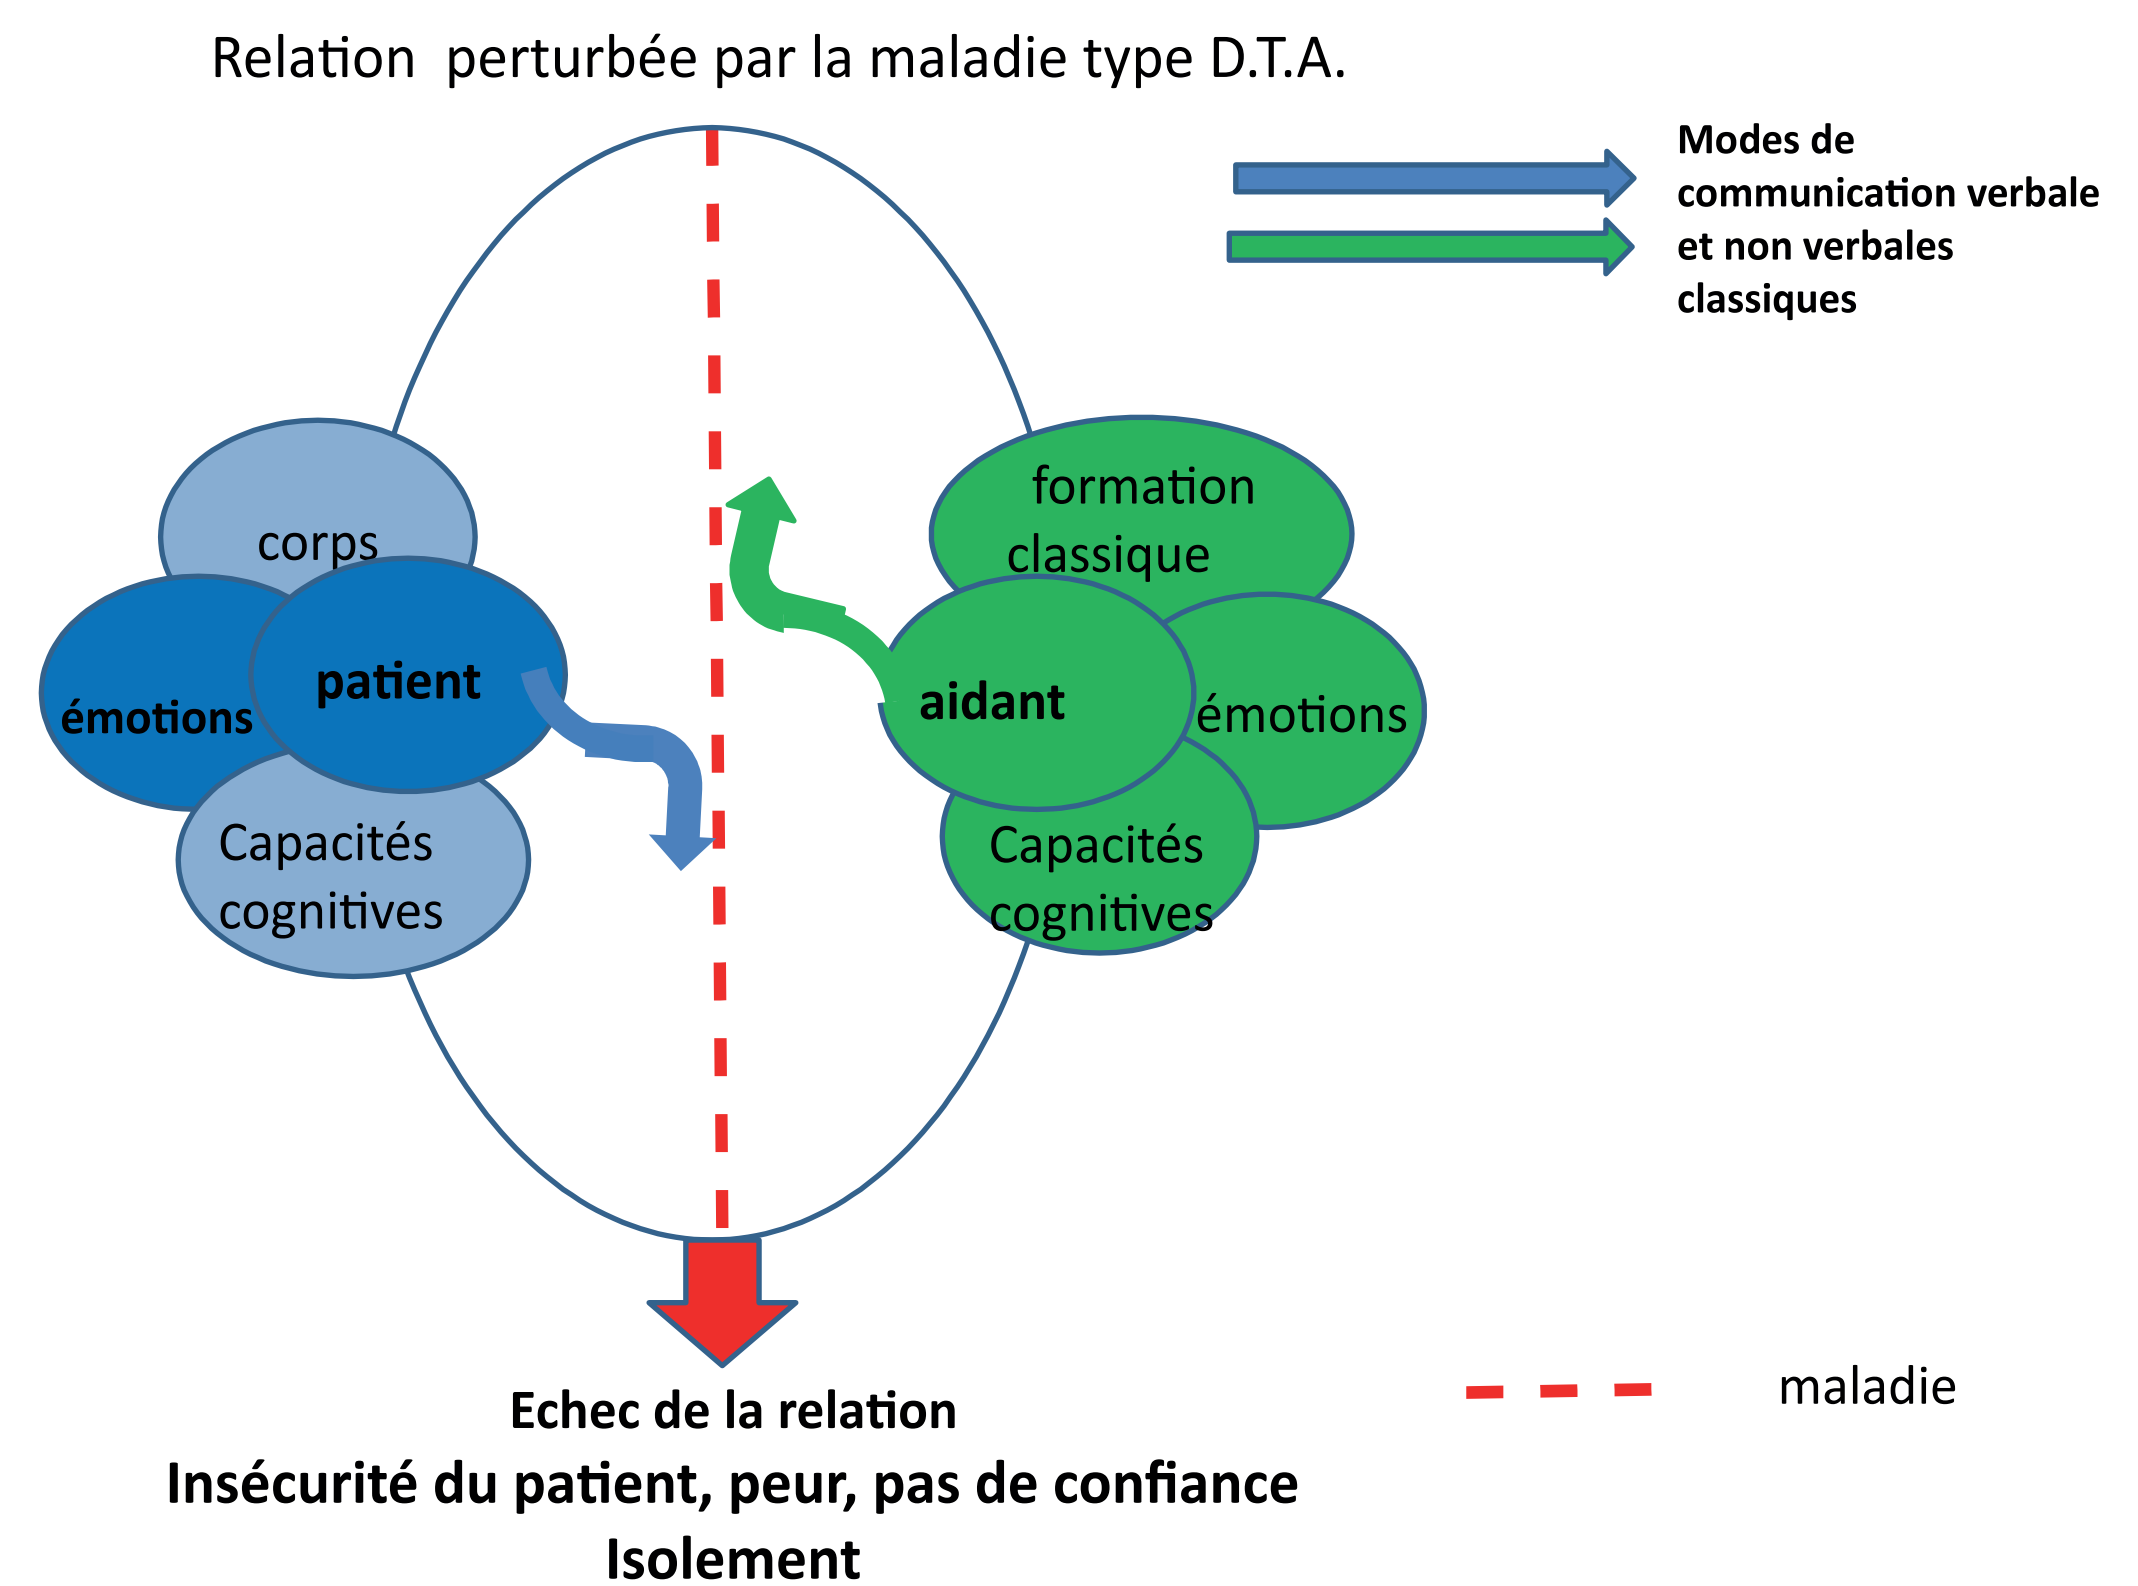 Relation perturbée par la maladie type D.T.A.
Modes de
communication verbale
et non verbales
classiques
corps
émotions
patient
Capacités
cognitives
formation
classique
aidant
émotions
Capacités
cognitives
Echec de la relation
Insécurité du patient, peur, pas de confiance
Isolement
maladie